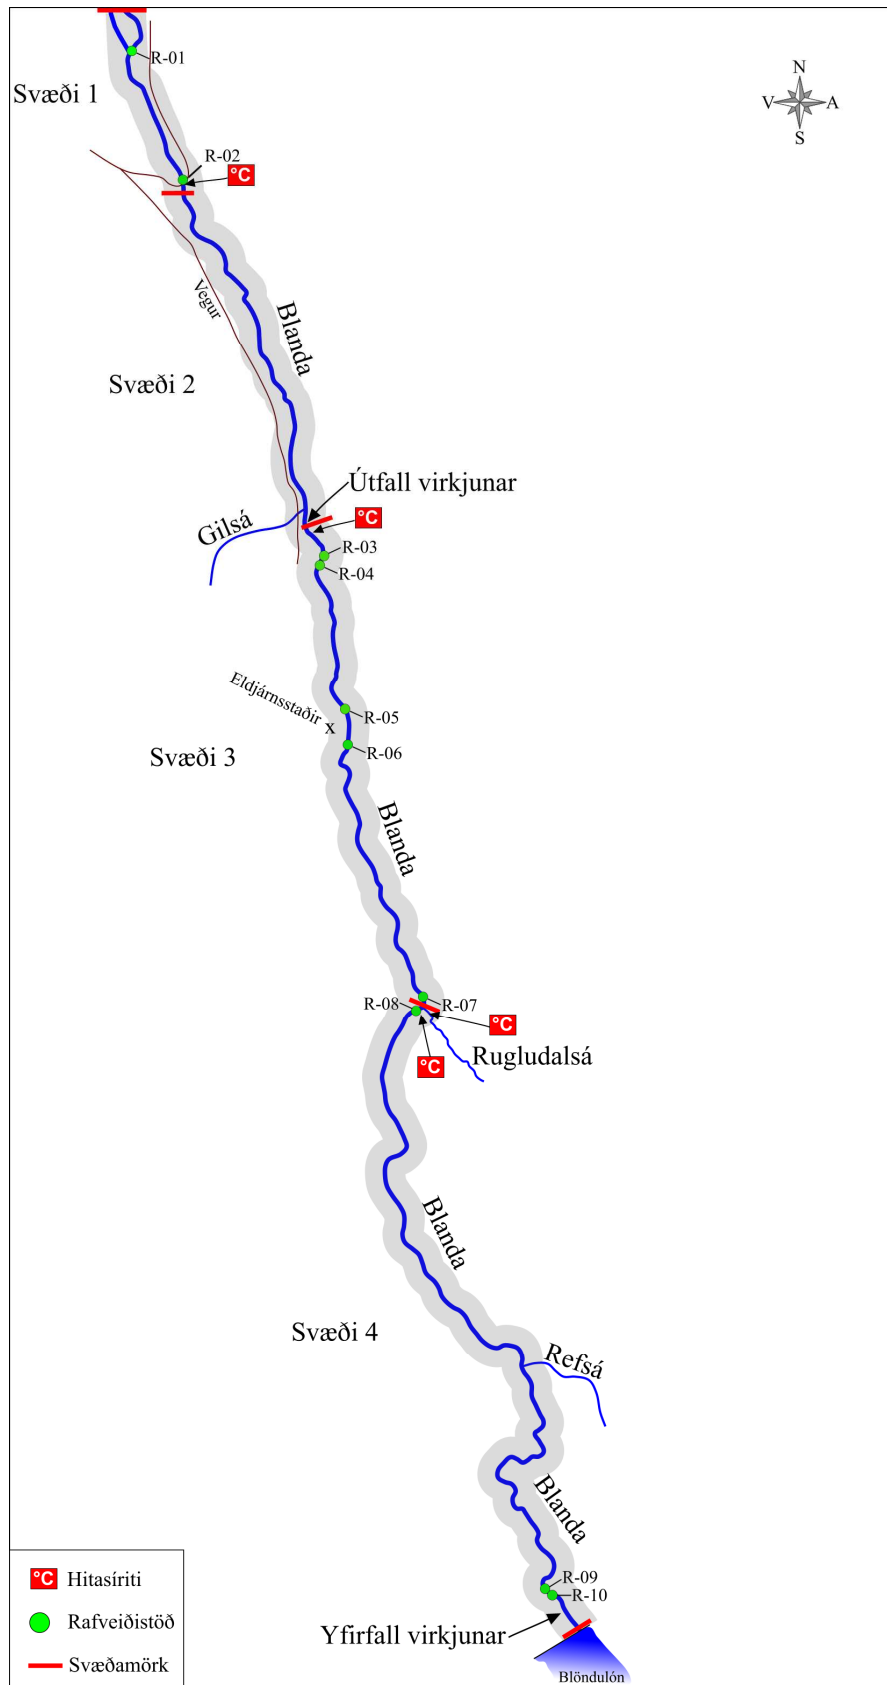 R-01
Svæði 1
N
V
A
S
R-02
°C
Vegur
Blanda
Svæði 2
Útfall virkjunar
Gilsá
°C
R-03
R-04
Eldjárnsstaðir
x
R-05
R-06
Svæði 3
Blanda
R-08
R-07
°C
Rugludalsá
°C
Blanda
Svæði 4
Refsá
Blanda
R-09
R-10
Yfirfall virkjunar
Blöndulón
°C Hitasíriti
Rafveiðistöð
Svæðamörk